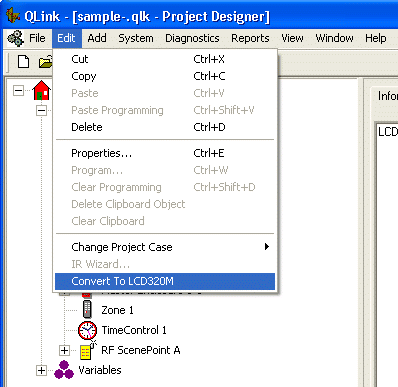 QLink - [sample-.qlk - Project Designer]
File Edit Add System Diagnostics Reports View Window Help
Cut Ctrl+X
Copy Ctrl+C
Paste Ctrl+V
Paste Programming Ctrl+Shift+V
Delete Ctrl+D
Properties... Ctrl+E
Program... Ctrl+W
Clear Programming Ctrl+Shift+D
Delete Clipboard Object
Clear Clipboard
Change Project Case
IR Wizard...
Convert To LCD320M
Infor
LCD
Zone 1
TimeControl 1
RF ScenePoint A
Variables